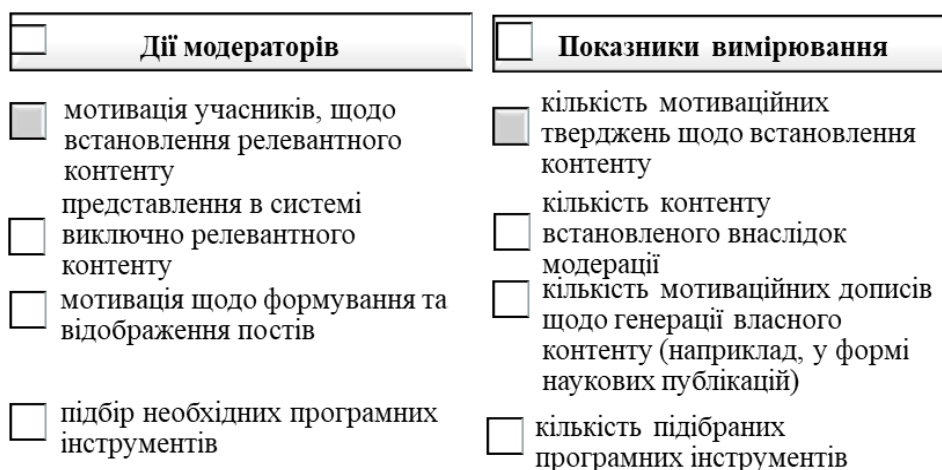 Дії модераторів
мотивація учасників, щодо
встановлення релевантного
контенту
представлення в системі
виключно релевантного
контенту
мотивація щодо формування та
відображення постів
підбір необхідних програмних
інструментів
Показники вимірювання
кількість мотиваційних
тверджень щодо встановлення
контенту
кількість контенту
встановленого внаслідок
модерації
кількість мотиваційних дописів
щодо генерації власного
контенту (наприклад, у формі
наукових публікацій)
кількість підібраних
програмних інструментів